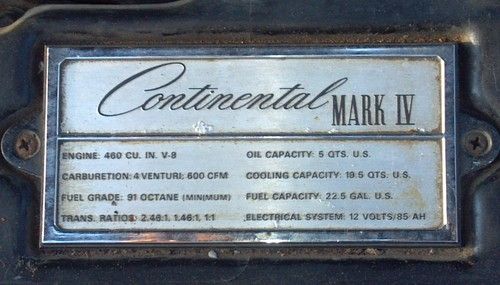 Continental MARK IV
ENGINE: 460 CU. IN. V-8
CARBURETION: 4 VENTURI: 600 CFM
FUEL GRADE: 91 OCTANE (MINIMUM)
TRANS. RATIOS: 2.46:1, 1.46:1, 1:1
OIL CAPACITY: 5 QTS. U.S.
COOLING CAPACITY: 19.5 QTS. U.S.
FUEL CAPACITY: 22.5 GAL. U.S.
ELECTRICAL SYSTEM: 12 VOLTS/85 AH